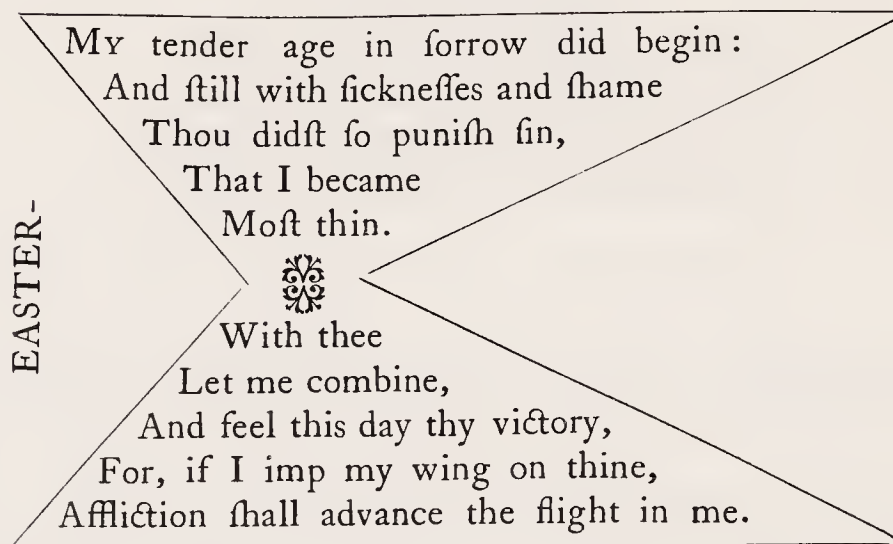 EASTER-
MY tender age in ſorrow did begin :
And ſtill with ſickneſſes and ſhame
Thou didſt ſo puniſh ſin,
That I became
Moſt thin.
With thee
Let me combine,
And feel this day thy victory,
For, if I imp my wing on thine,
Affliction ſhall advance the flight in me.